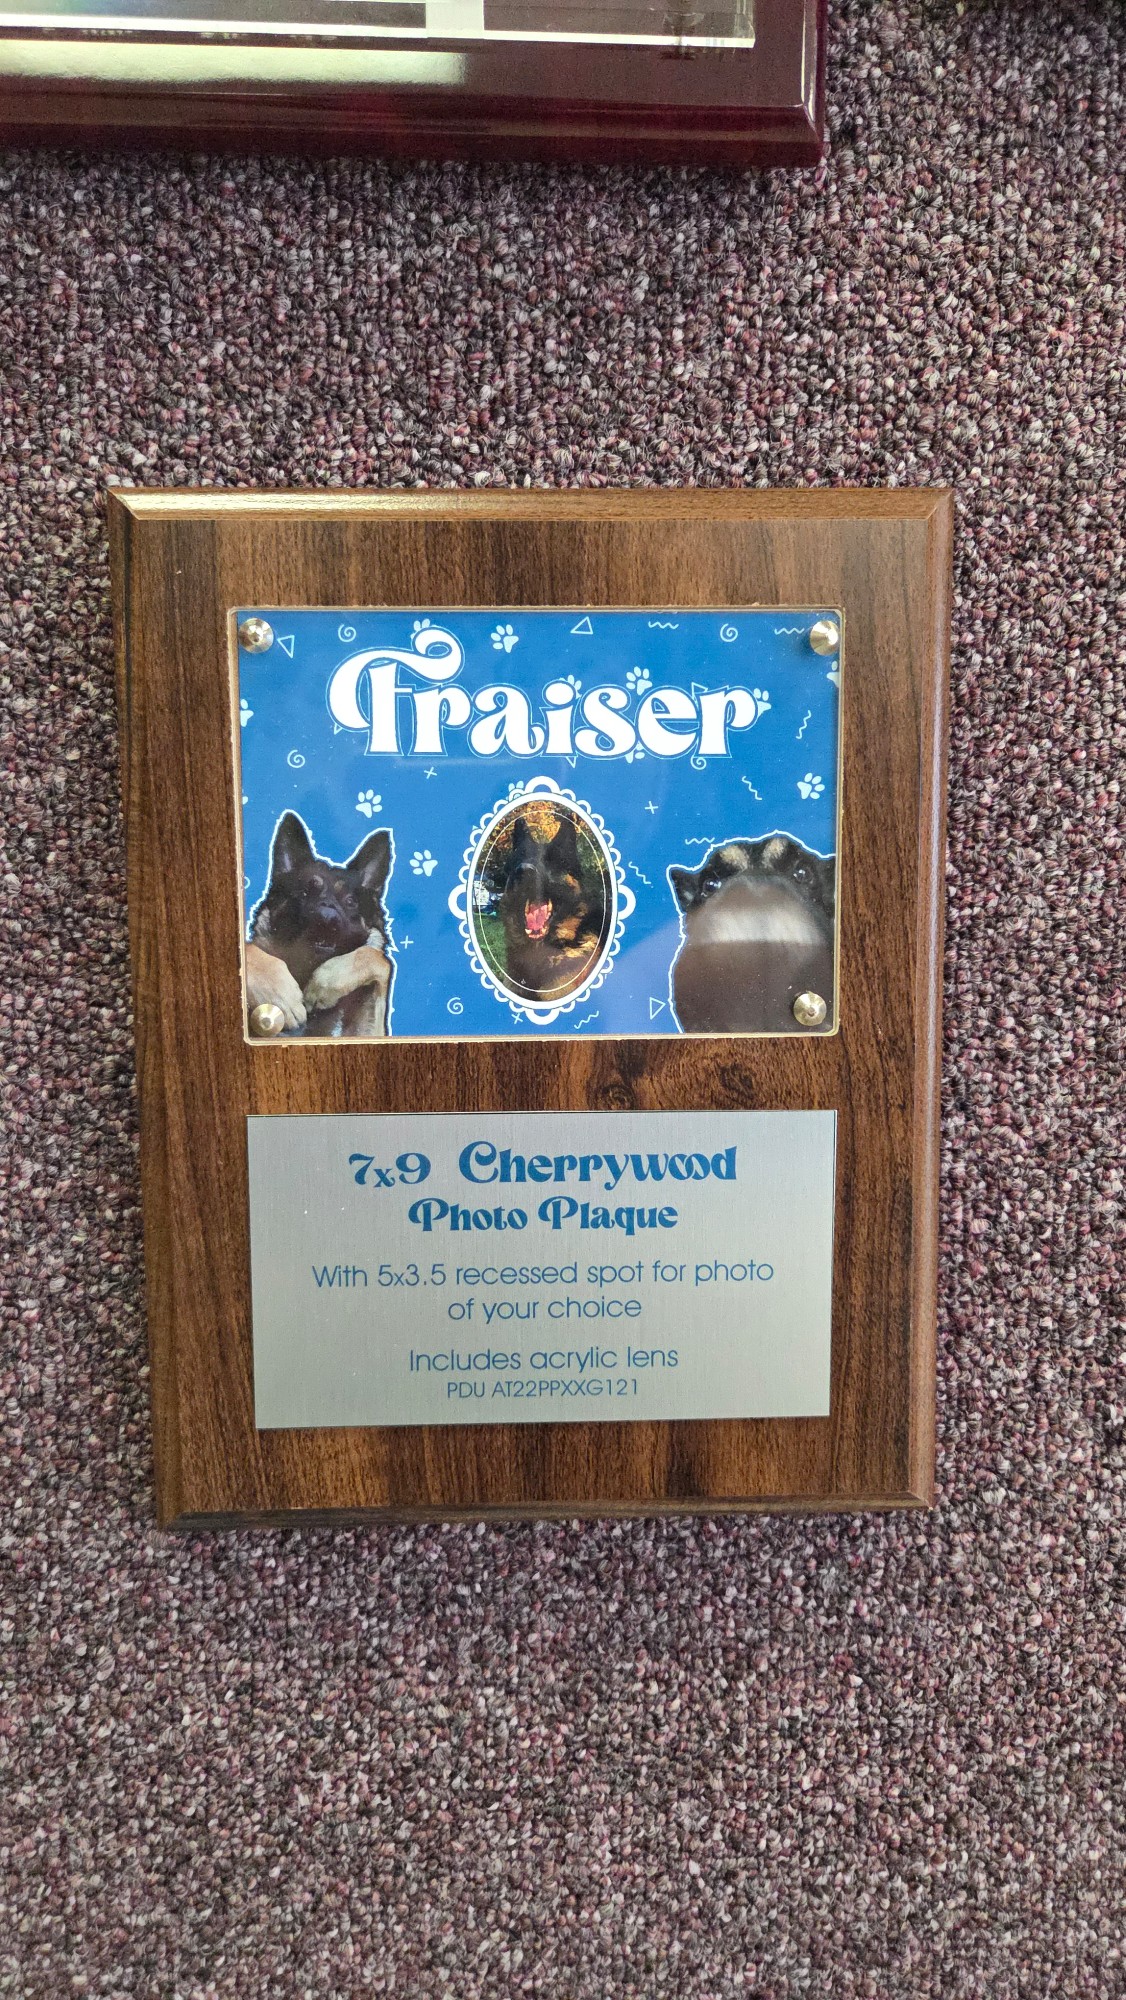 Fraiser
7x9 Cherrywood
Photo Plaque
With 5x3.5 recessed spot for photo
of your choice
Includes acrylic lens
PDU AT22PPXXG121